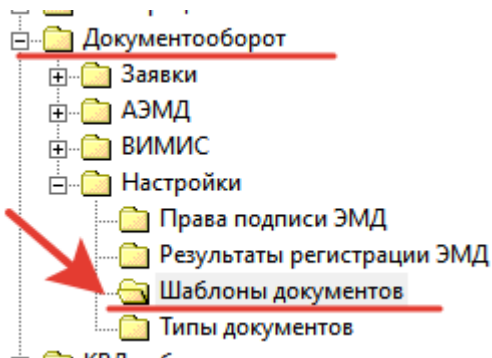 Документооборот
Заявки
АЭМД
ВИМИС
Настройки
Права подписи ЭМД
Результаты регистрации ЭМД
Шаблоны документов
Типы документов